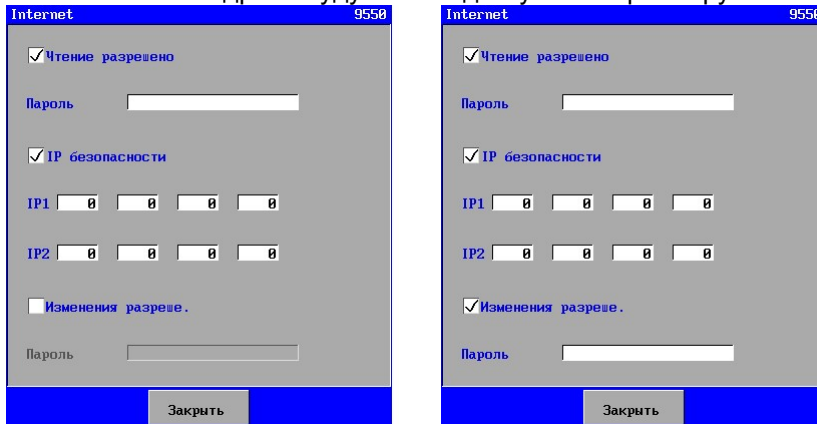 Internet 9550
✓ Чтение разрешено
Пароль
✓ IP безопасности
IP1 0 0 0 0
IP2 0 0 0 0
Изменения разреше.
Пароль
Закрыть
Internet 955
✓ Чтение разрешено
Пароль
✓ IP безопасности
IP1 0 0 0 0
IP2 0 0 0 0
✓ Изменения разреше.
Пароль
Закрыть